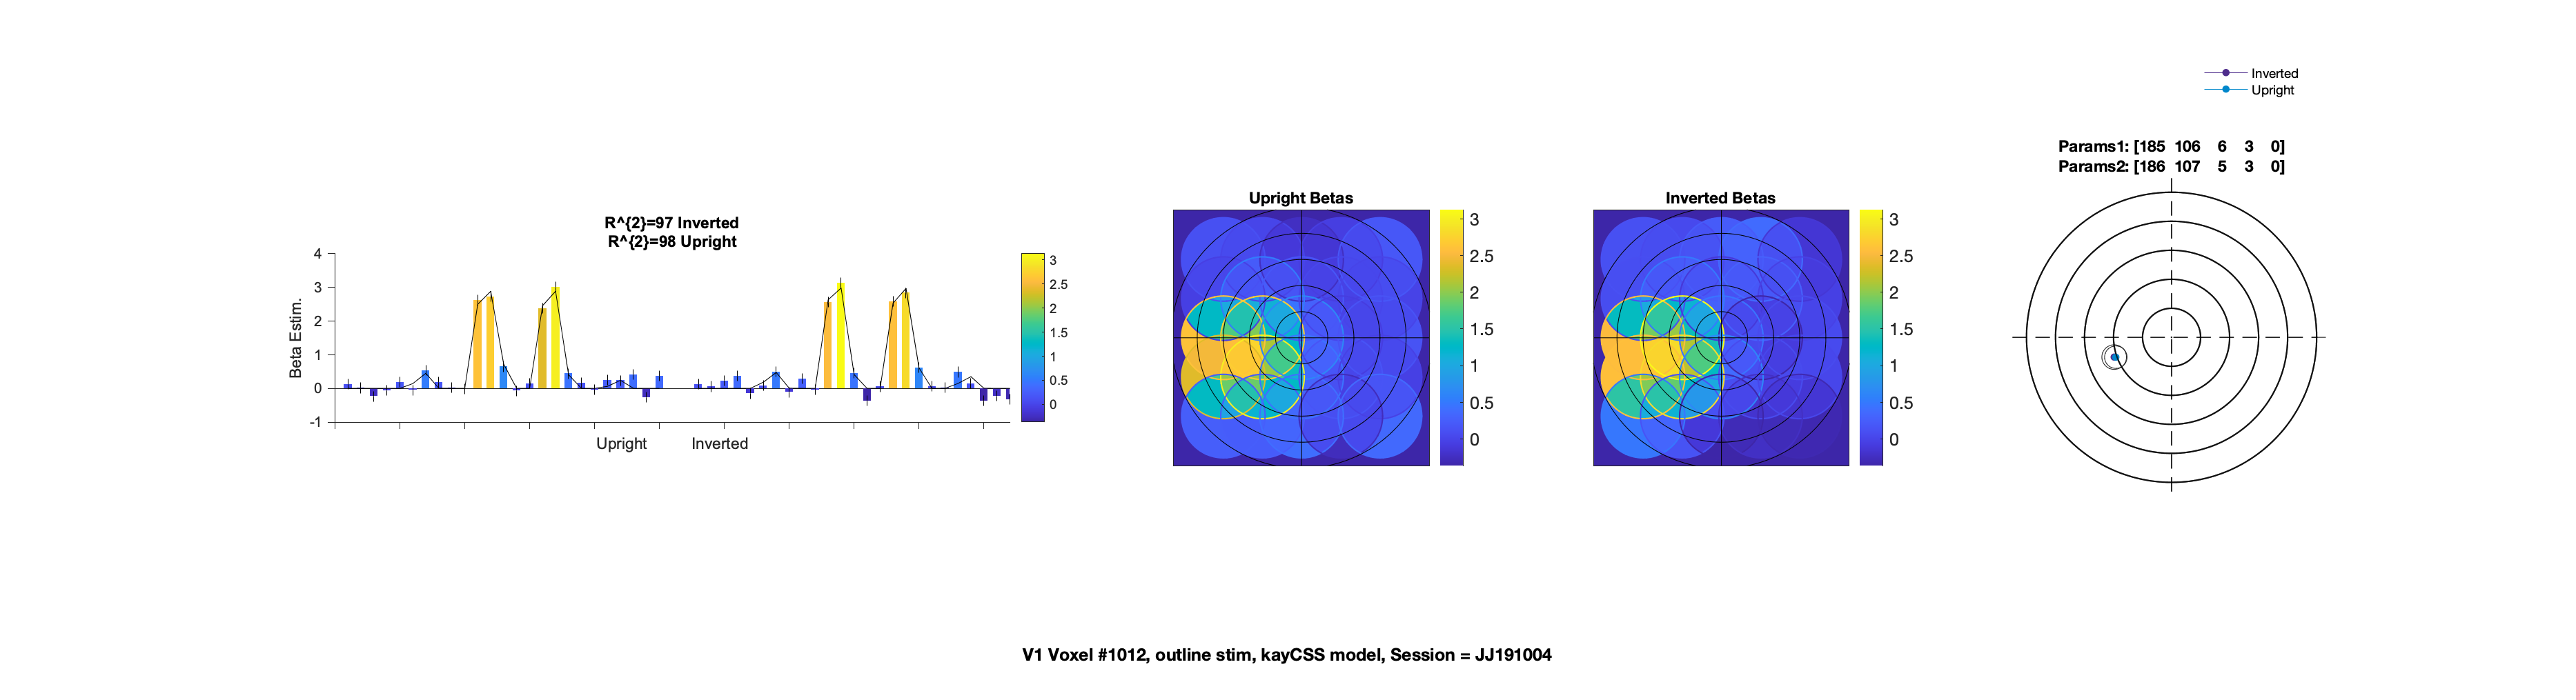 Inverted
Upright
Params1: [185 106 6 3 0]
Params2: [186 107 5 3 0]
R^{2}=97 Inverted
R^{2}=98 Upright
Beta Estim.
4
3
2
1
0
-1
Upright Inverted
3
2.5
2
1.5
1
0.5
0
Upright Betas
3
2.5
2
1.5
1
0.5
0
Inverted Betas
3
2.5
2
1.5
1
0.5
0
V1 Voxel #1012, outline stim, kayCSS model, Session = JJ191004